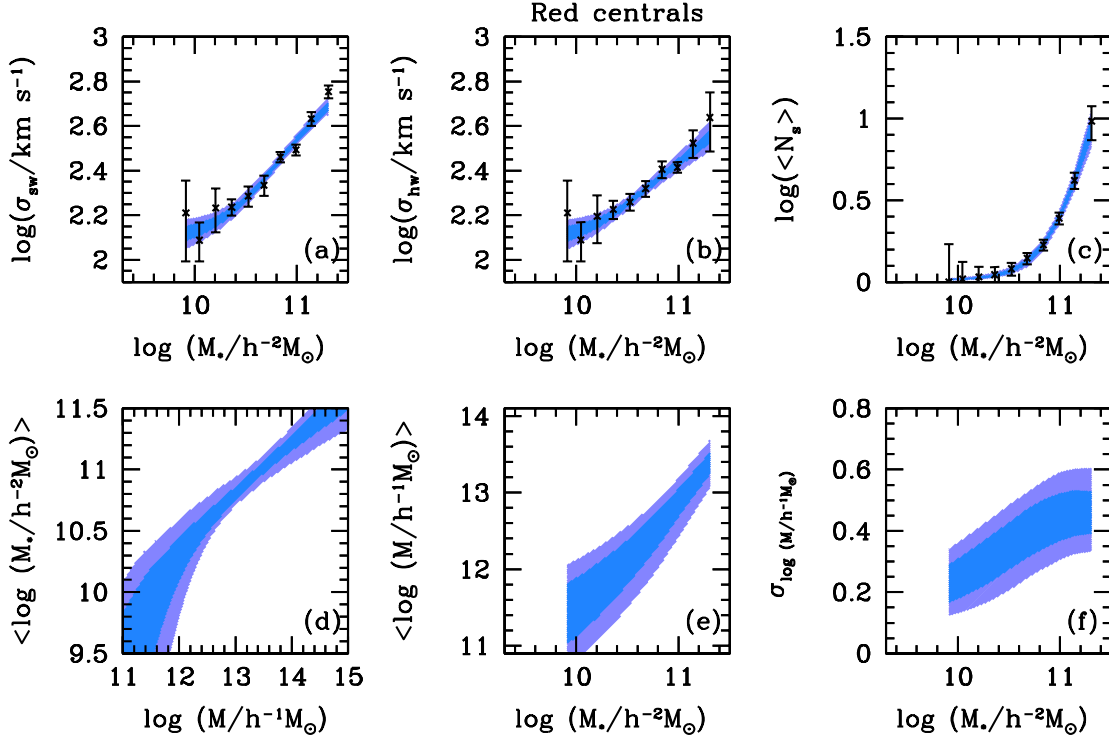 Red centrals
log(σsw/km s⁻¹)
3
2.8
2.6
2.4
2.2
2
(a)
10 11
log (M*/h⁻²M⊙)
log(σhw/km s⁻¹)
3
2.8
2.6
2.4
2.2
2
(b)
10 11
log (M*/h⁻²M⊙)
log(<Ns>)
1.5
1
0.5
0
(c)
10 11
log (M*/h⁻²M⊙)
<log (M*/h⁻²M⊙)>
11.5
11
10.5
10
9.5
(d)
11 12 13 14 15
log (M/h⁻¹M⊙)
<log (M/h⁻¹M⊙)>
14
13
12
11
(e)
10 11
log (M*/h⁻²M⊙)
σlog (M/h⁻¹M⊙)
0.8
0.6
0.4
0.2
0
(f)
10 11
log (M*/h⁻²M⊙)